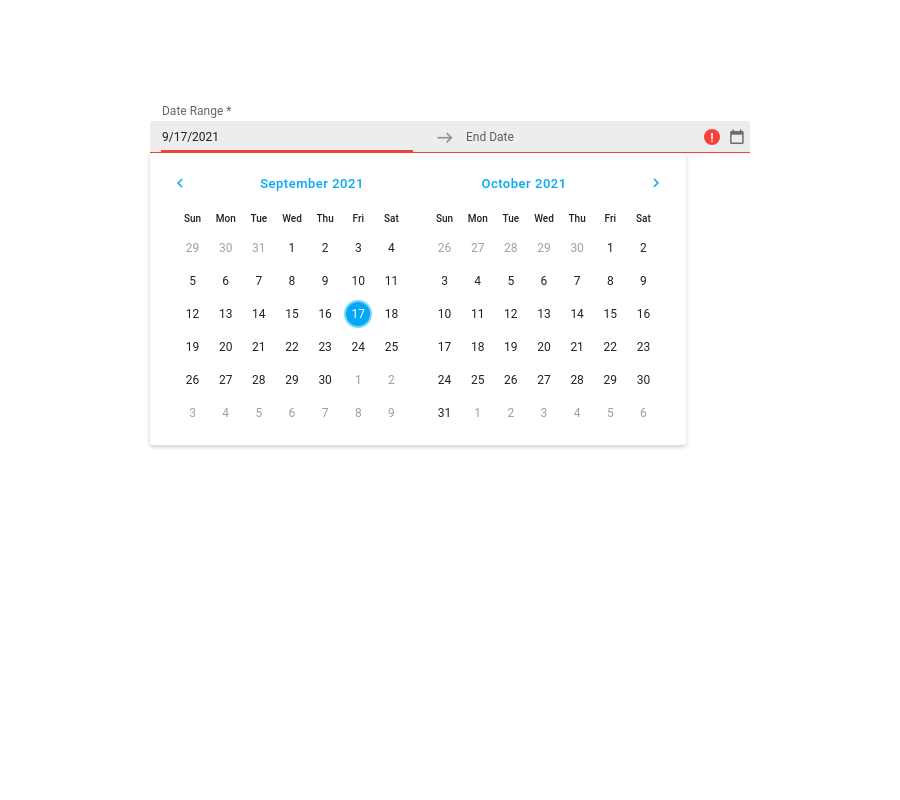 Date Range *
9/17/2021 End Date
September 2021 October 2021
Sun Mon Tue Wed Thu Fri Sat Sun Mon Tue Wed Thu Fri Sat
29 30 31 1 2 3 4 26 27 28 29 30 1 2
5 6 7 8 9 10 11 3 4 5 6 7 8 9
12 13 14 15 16 17 18 10 11 12 13 14 15 16
19 20 21 22 23 24 25 17 18 19 20 21 22 23
26 27 28 29 30 1 2 24 25 26 27 28 29 30
3 4 5 6 7 8 9 31 1 2 3 4 5 6